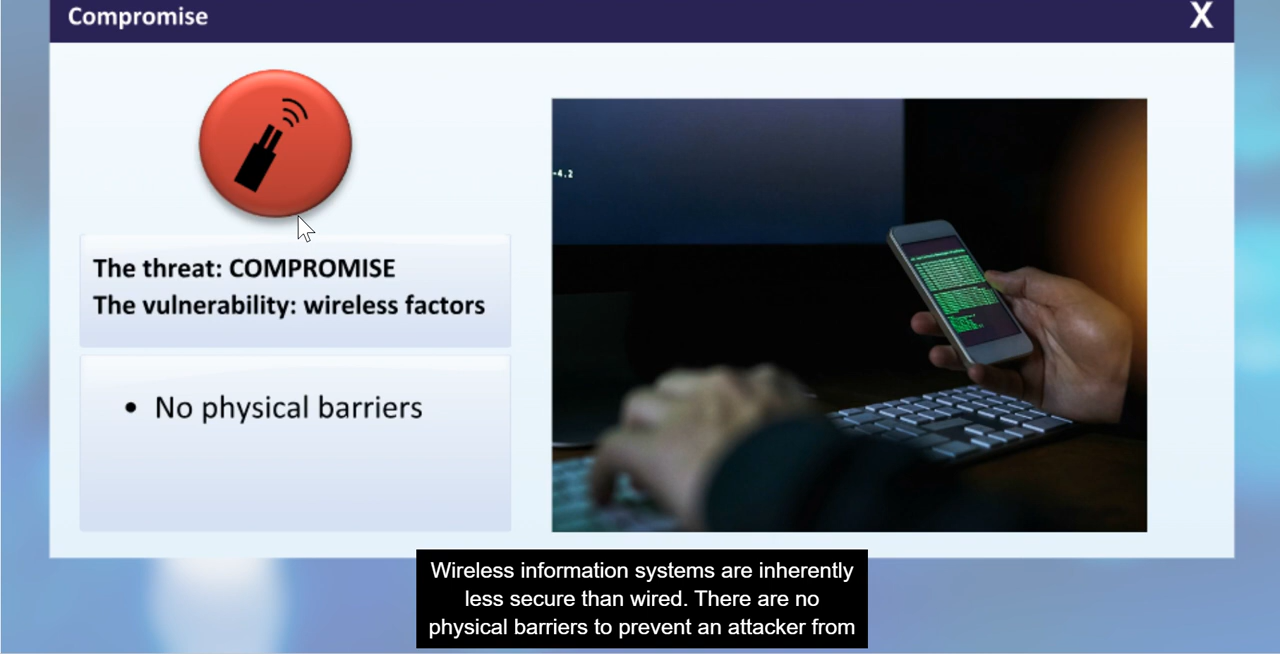 Compromise
X
-4.2
The threat: COMPROMISE
The vulnerability: wireless factors
• No physical barriers
Wireless information systems are inherently
less secure than wired. There are no
physical barriers to prevent an attacker from